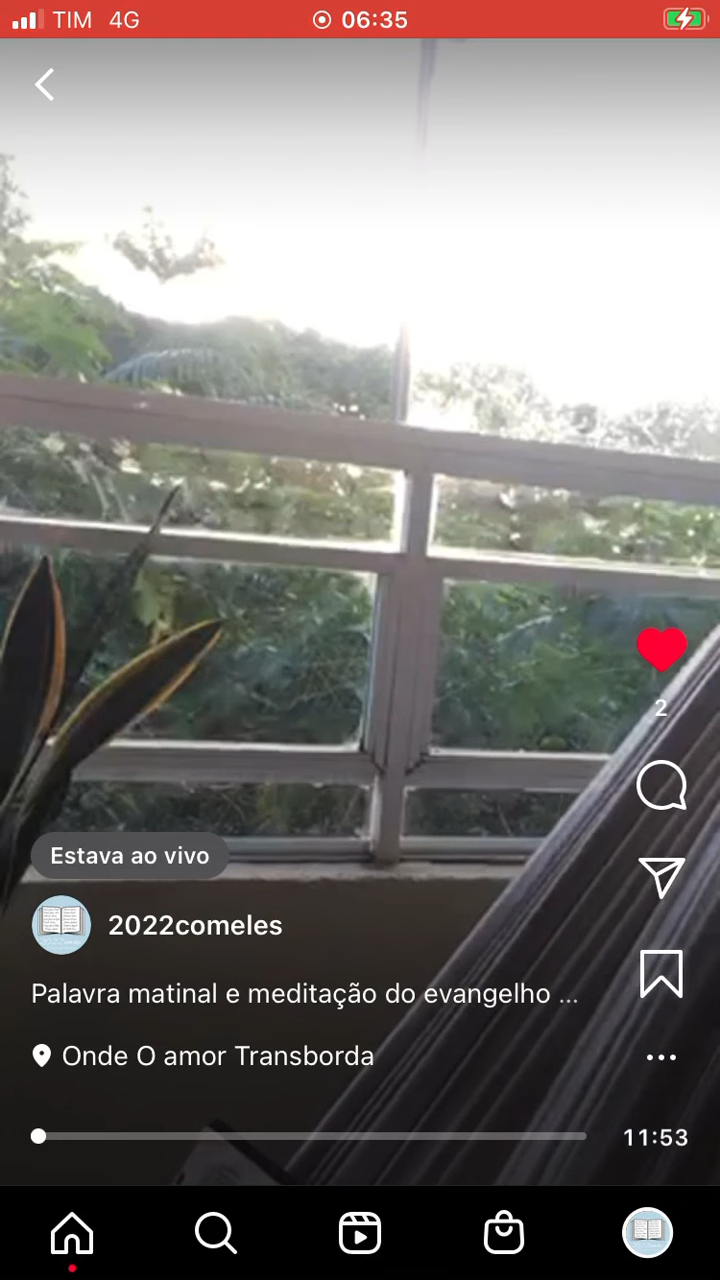 TIM 4G 06:35
2
Estava ao vivo
2022comeles
Palavra matinal e meditação do evangelho ...
Onde O amor Transborda
11:53